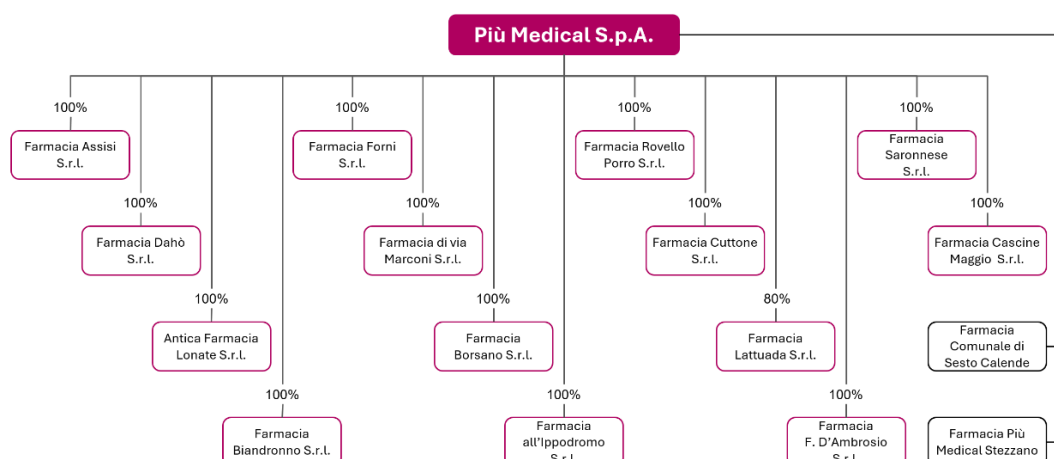 Più Medical S.p.A.
100%
100%
100%
100%
Farmacia Assisi
S.r.l.
Farmacia Forni
S.r.l.
Farmacia Rovello
Porro S.r.l.
Farmacia
Saronnese
S.r.l.
100%
100%
100%
100%
Farmacia Dahò
S.r.l.
Farmacia di via
Marconi S.r.l.
Farmacia Cuttone
S.r.l.
Farmacia Cascine
Maggio S.r.l.
100%
100%
80%
Antica Farmacia
Lonate S.r.l.
Farmacia
Borsano S.r.l.
Farmacia
Lattuada S.r.l.
Farmacia
Comunale di
Sesto Calende
100%
100%
100%
Farmacia
Biandronno S.r.l.
Farmacia
all'Ippodromo
S.r.l.
Farmacia
F. D'Ambrosio
S.r.l.
Farmacia Più
Medical Stezzano